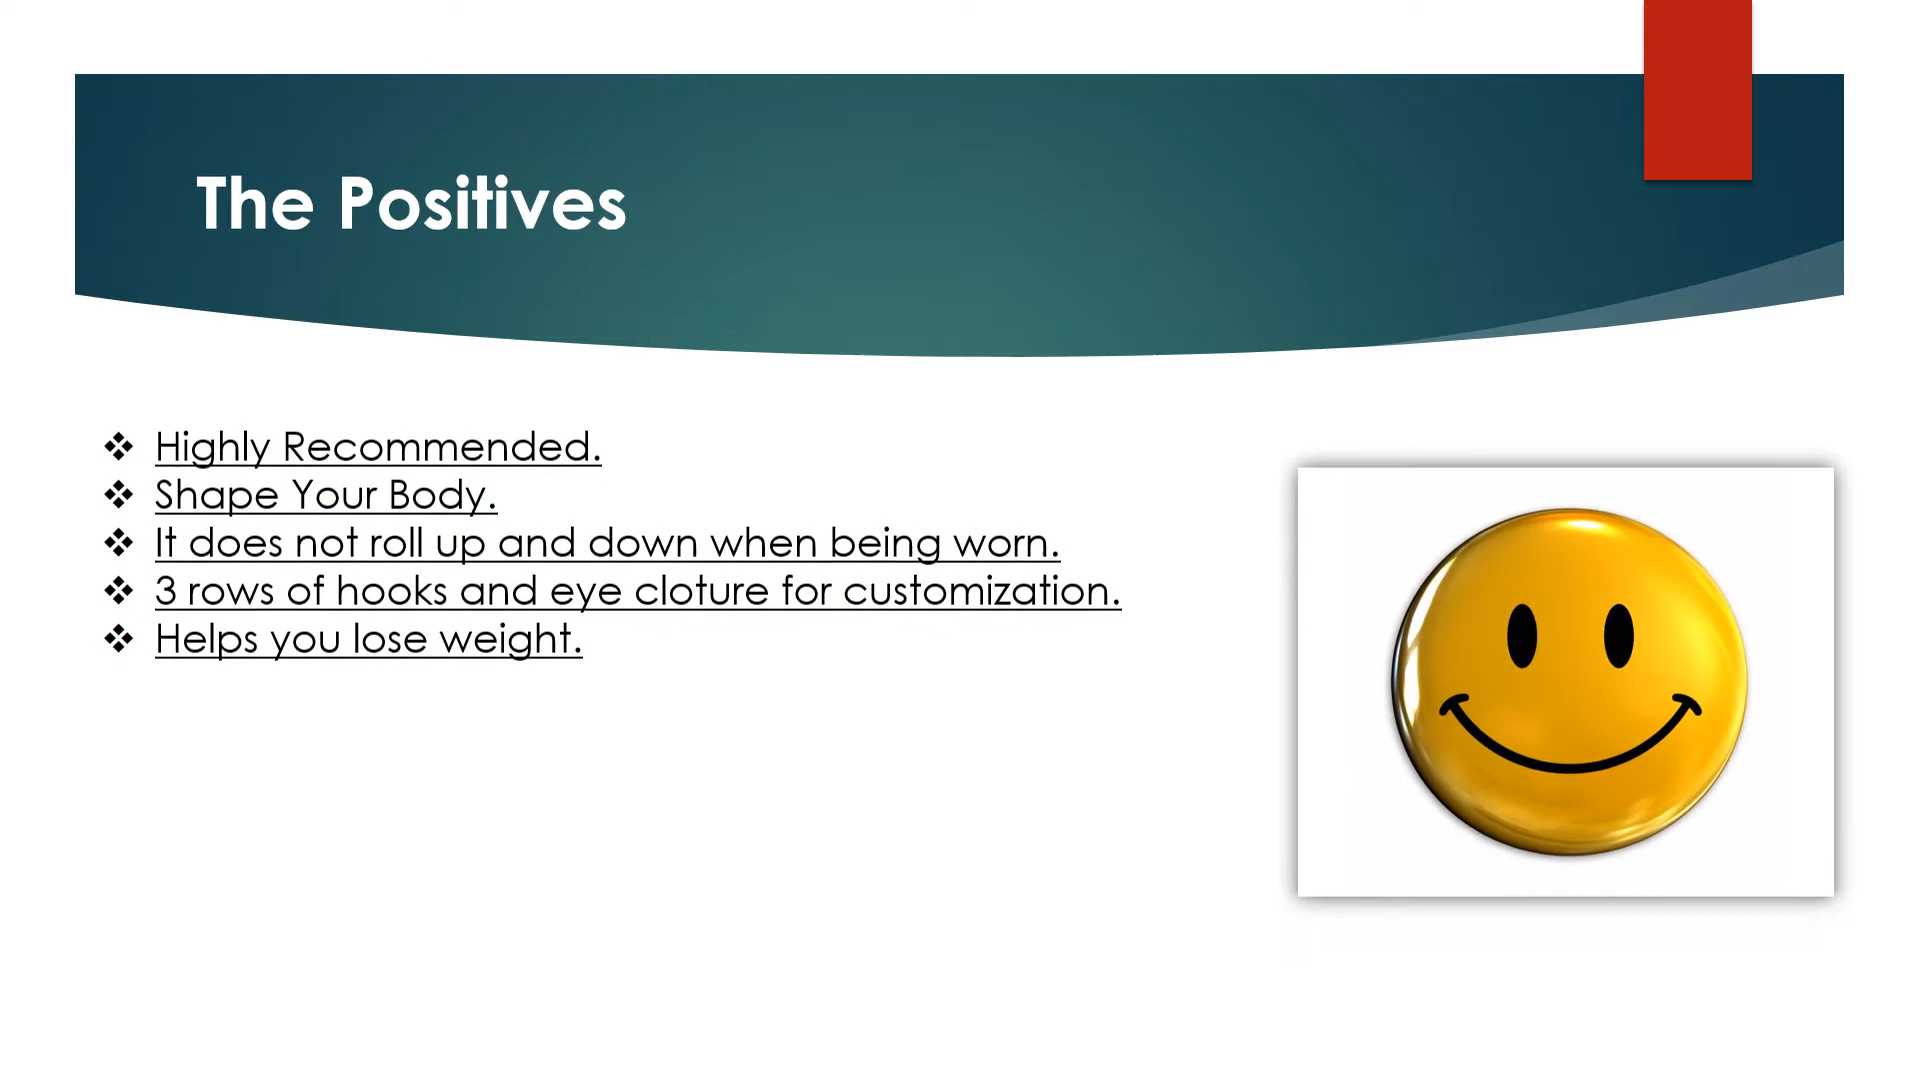 The Positives
Highly Recommended.
Shape Your Body.
It does not roll up and down when being worn.
3 rows of hooks and eye cloture for customization.
Helps you lose weight.